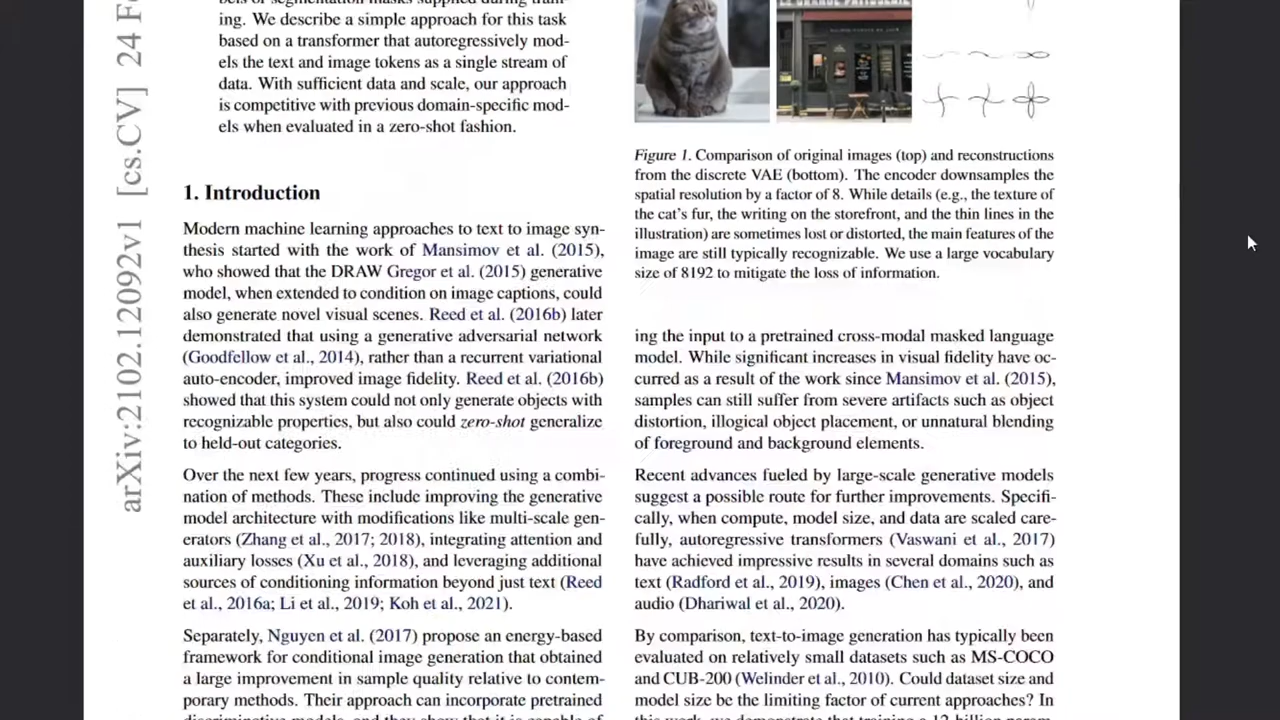 arXiv:2102.12092v1 [cs.CV] 24
ing. We describe a simple approach for this task
based on a transformer that autoregressively mod-
els the text and image tokens as a single stream of
data. With sufficient data and scale, our approach
is competitive with previous domain-specific mod-
els when evaluated in a zero-shot fashion.
1. Introduction
Modern machine learning approaches to text to image syn-
thesis started with the work of Mansimov et al. (2015),
who showed that the DRAW Gregor et al. (2015) generative
model, when extended to condition on image captions, could
also generate novel visual scenes. Reed et al. (2016b) later
demonstrated that using a generative adversarial network
(Goodfellow et al., 2014), rather than a recurrent variational
auto-encoder, improved image fidelity. Reed et al. (2016b)
showed that this system could not only generate objects with
recognizable properties, but also could zero-shot generalize
to held-out categories.
Over the next few years, progress continued using a combi-
nation of methods. These include improving the generative
model architecture with modifications like multi-scale gen-
erators (Zhang et al., 2017; 2018), integrating attention and
auxiliary losses (Xu et al., 2018), and leveraging additional
sources of conditioning information beyond just text (Reed
et al., 2016a; Li et al., 2019; Koh et al., 2021).
Separately, Nguyen et al. (2017) propose an energy-based
framework for conditional image generation that obtained
a large improvement in sample quality relative to contem-
porary methods. Their approach can incorporate pretrained
Figure 1. Comparison of original images (top) and reconstructions
from the discrete VAE (bottom). The encoder downsamples the
spatial resolution by a factor of 8. While details (e.g., the texture of
the cat's fur, the writing on the storefront, and the thin lines in the
illustration) are sometimes lost or distorted, the main features of the
image are still typically recognizable. We use a large vocabulary
size of 8192 to mitigate the loss of information.
ing the input to a pretrained cross-modal masked language
model. While significant increases in visual fidelity have oc-
curred as a result of the work since Mansimov et al. (2015),
samples can still suffer from severe artifacts such as object
distortion, illogical object placement, or unnatural blending
of foreground and background elements.
Recent advances fueled by large-scale generative models
suggest a possible route for further improvements. Specifi-
cally, when compute, model size, and data are scaled care-
fully, autoregressive transformers (Vaswani et al., 2017)
have achieved impressive results in several domains such as
text (Radford et al., 2019), images (Chen et al., 2020), and
audio (Dhariwal et al., 2020).
By comparison, text-to-image generation has typically been
evaluated on relatively small datasets such as MS-COCO
and CUB-200 (Welinder et al., 2010). Could dataset size and
model size be the limiting factor of current approaches? In